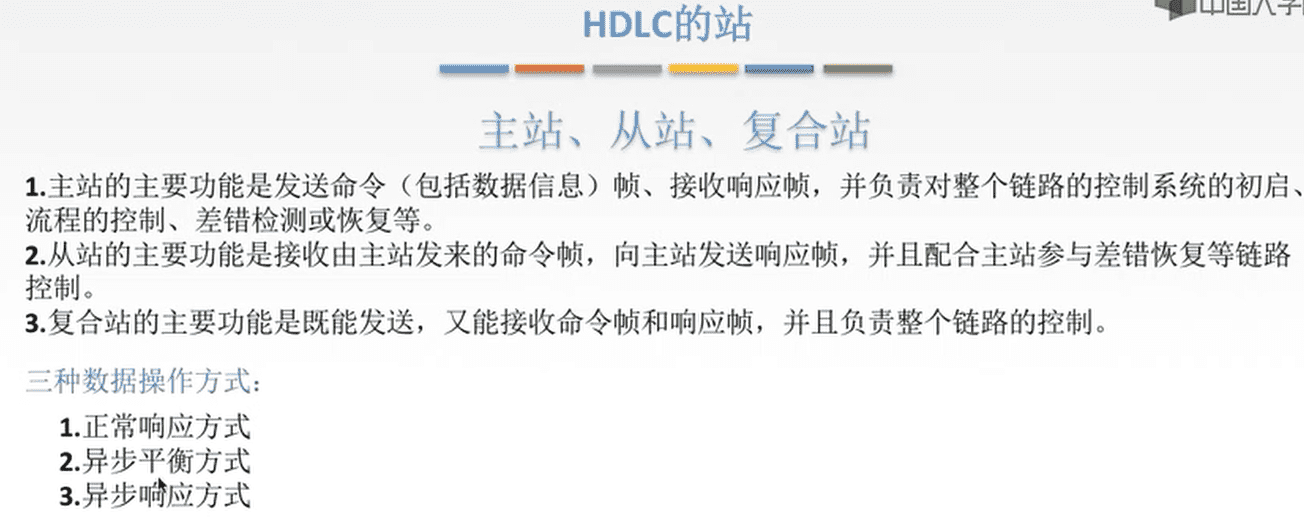 中国大学
HDLC的站
主站、从站、复合站
1.主站的主要功能是发送命令（包括数据信息）帧、接收响应帧，并负责对整个链路的控制系统的初启、
流程的控制、差错检测或恢复等。
2.从站的主要功能是接收由主站发来的命令帧，向主站发送响应帧，并且配合主站参与差错恢复等链路
控制。
3.复合站的主要功能是既能发送，又能接收命令帧和响应帧，并且负责整个链路的控制。
三种数据操作方式：
1.正常响应方式
2.异步平衡方式
3.异步响应方式